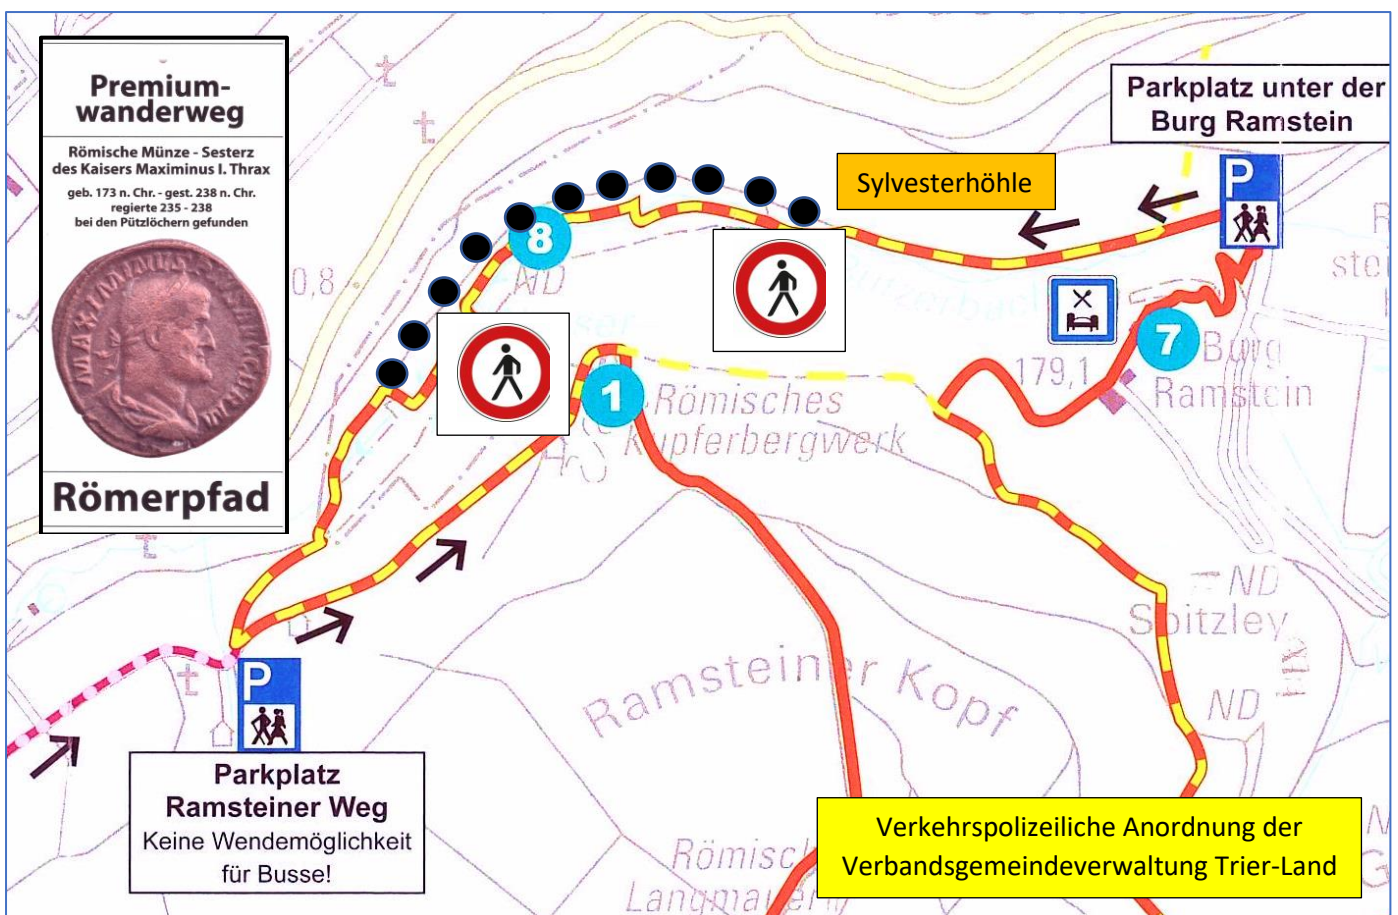 Premium-
wanderweg
Römische Münze - Sesterz
des Kaisers Maximinus I. Thrax
geb. 173 n. Chr. - gest. 238 n. Chr.
regierte 235 - 238
bei den Pützlöchern gefunden
Römerpfad
Parkplatz unter der
Burg Ramstein
P
Sylvesterhöhle
0,8
8
ND
7
179,1
Burg
Ramstein
1
Römisches
Kupferbergwerk
ND
Spitzley
ND
Ramsteiner Kopf
P
Parkplatz
Ramsteiner Weg
Keine Wendemöglichkeit
für Busse!
Verkehrspolizeiliche Anordnung der
Verbandsgemeindeverwaltung Trier-Land
Römisch
Langmauer